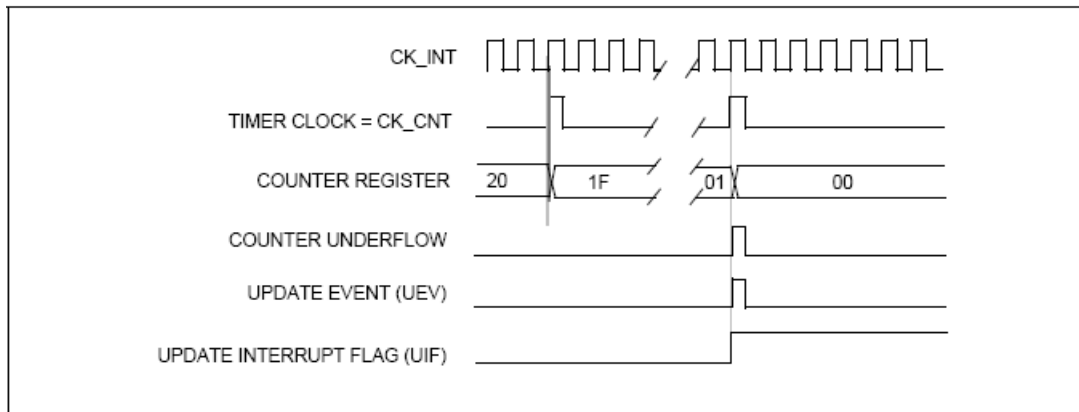 CK_INT
TIMER CLOCK = CK_CNT
COUNTER REGISTER 20 1F 01 00
COUNTER UNDERFLOW
UPDATE EVENT (UEV)
UPDATE INTERRUPT FLAG (UIF)